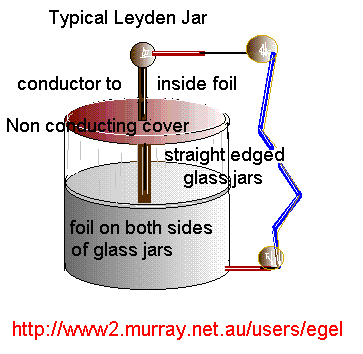 Typical Leyden Jar
conductor to inside foil
Non conducting cover
straight edged
glass jars
foil on both sides
of glass jars
http://www2.murray.net.au/users/egel